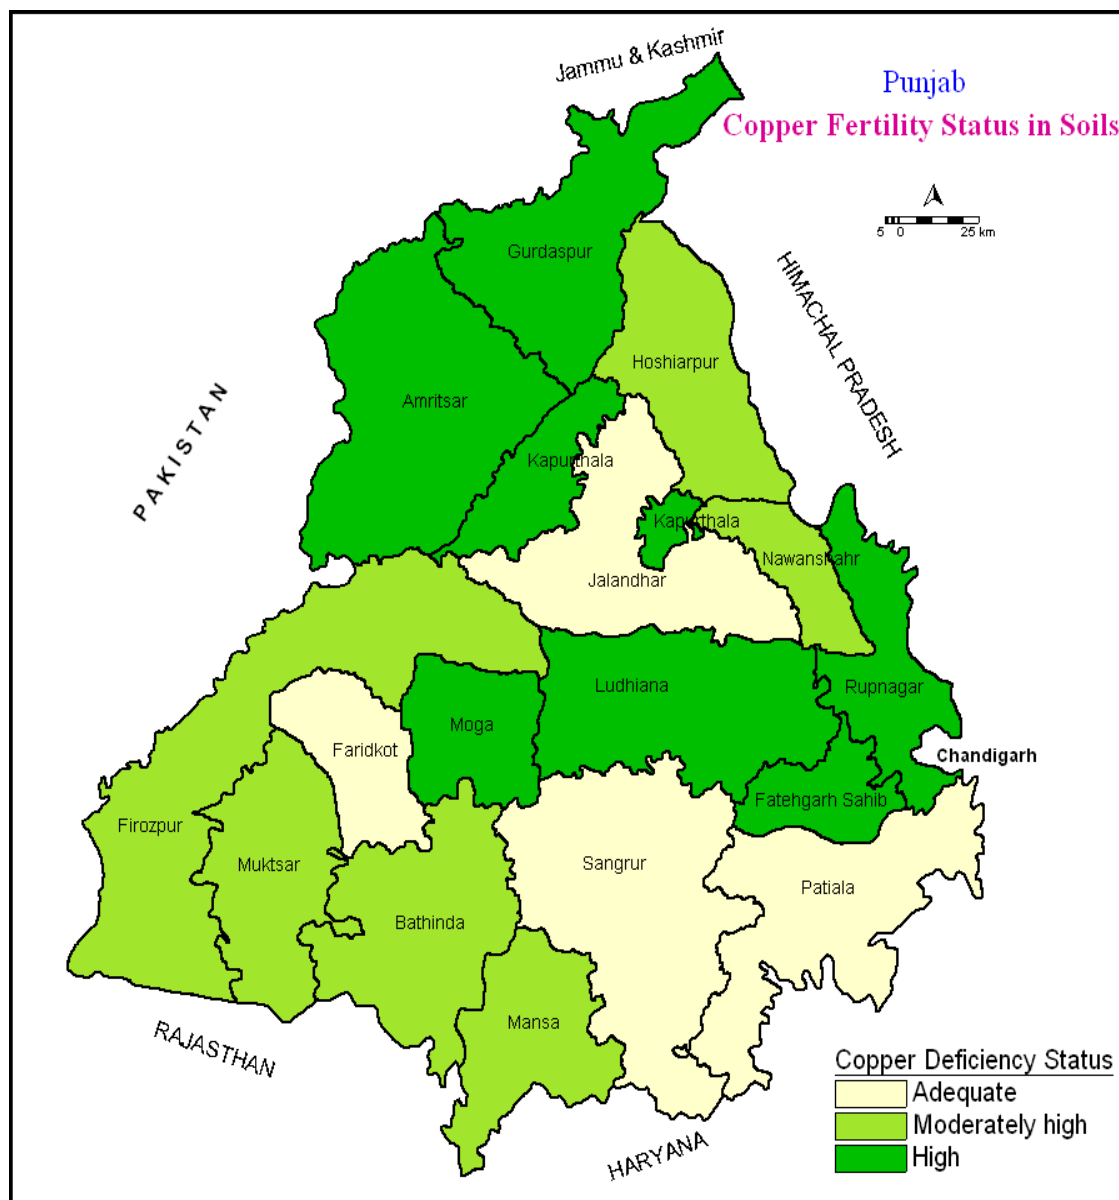 Jammu & Kashmir
Punjab
Copper Fertility Status in Soils
5 0 25 km
Gurdaspur
HIMACHAL PRADESH
Hoshiarpur
PAKISTAN
Amritsar
Kapurthala
Kapurthala
Nawanshahr
Jalandhar
Ludhiana
Rupnagar
Moga
Faridkot
Chandigarh
Fatehgarh Sahib
Firozpur
Muktsar
Sangrur
Patiala
Bathinda
Mansa
RAJASTHAN
HARYANA
Copper Deficiency Status
Adequate
Moderately high
High